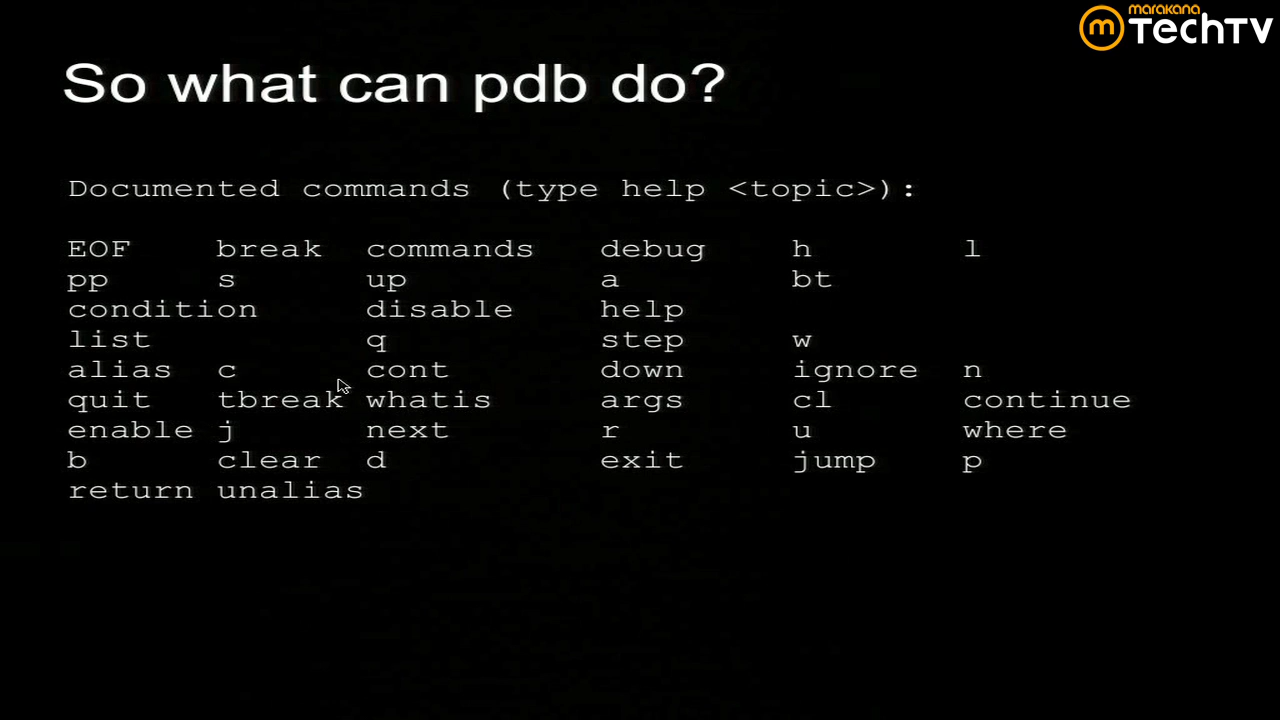 marakana
m TechTV
So what can pdb do?
Documented commands (type help <topic>):
EOF break commands debug h l
pp s up a bt
condition disable help
list q step w
alias c cont down ignore n
quit tbreak whatis args cl continue
enable j next r u where
b clear d exit jump p
return unalias